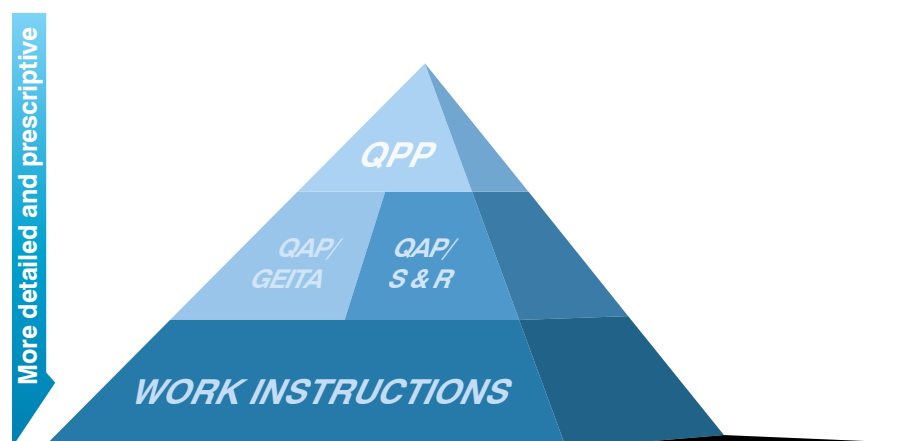 More detailed and prescriptive
QPP
QAP/
GEITA
QAP/
S & R
WORK INSTRUCTIONS